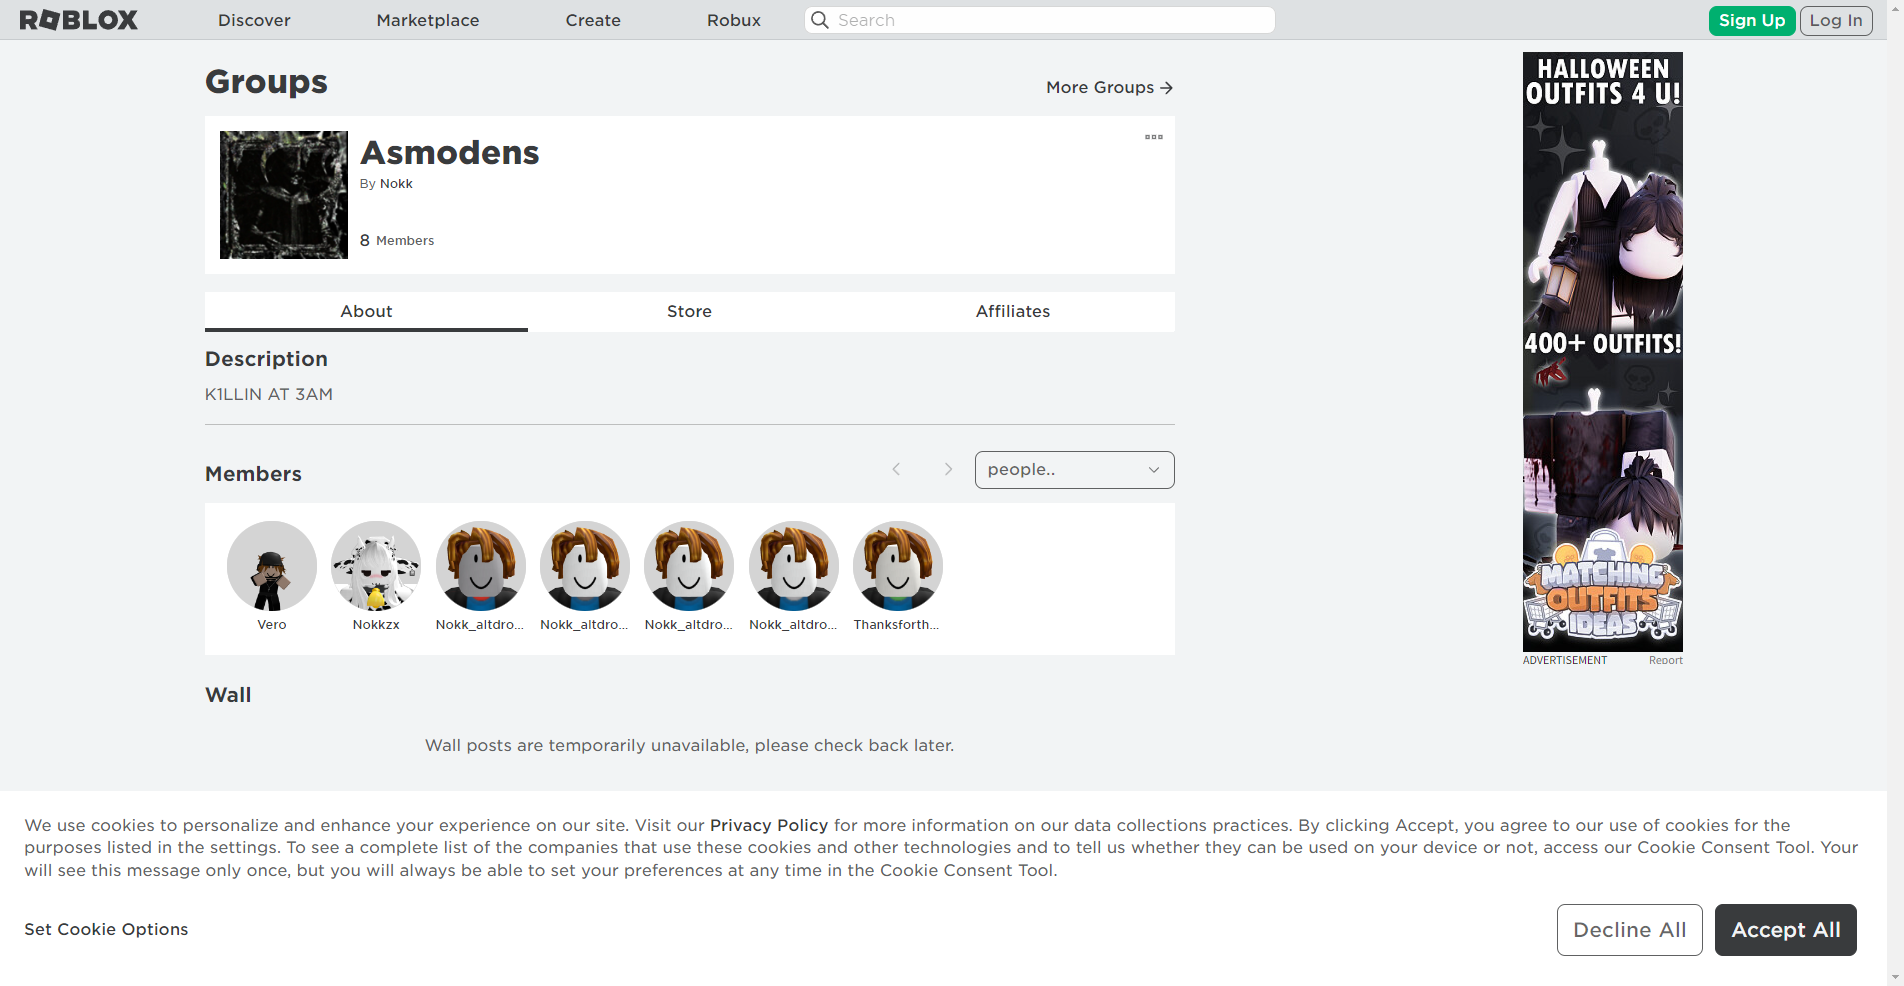 ROBLOX
Discover
Marketplace
Create
Robux
Search
Sign Up
Log In
Groups
More Groups
Asmodens
By Nokk
8 Members
About
Store
Affiliates
Description
K1LLIN AT 3AM
Members
people..
Vero
Nokkzx
Nokk_altdro...
Nokk_altdro...
Nokk_altdro...
Nokk_altdro...
Thanksforth...
Wall
Wall posts are temporarily unavailable, please check back later.
HALLOWEEN
OUTFITS 4 U!
400+ OUTFITS!
MATCHING
OUTFITS
IDEAS
ADVERTISEMENT
Report
We use cookies to personalize and enhance your experience on our site. Visit our Privacy Policy for more information on our data collections practices. By clicking Accept, you agree to our use of cookies for the
purposes listed in the settings. To see a complete list of the companies that use these cookies and other technologies and to tell us whether they can be used on your device or not, access our Cookie Consent Tool. Your
will see this message only once, but you will always be able to set your preferences at any time in the Cookie Consent Tool.
Set Cookie Options
Decline All
Accept All